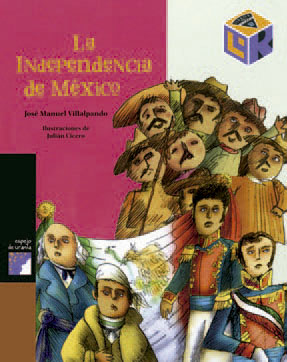 La
Independencia
de México
José Manuel Villalpando
Ilustraciones de
Julián Cicero
espejo
de urania